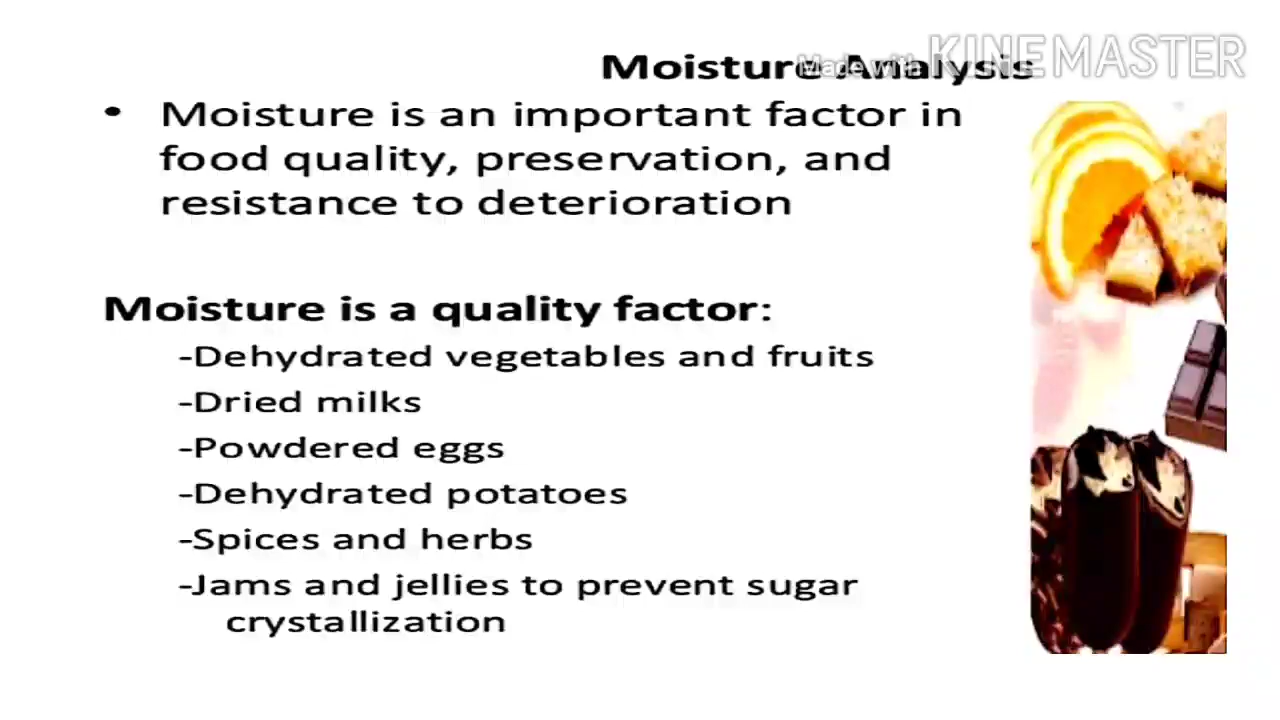 Moisture Analysis
Made with KINEMASTER
• Moisture is an important factor in
food quality, preservation, and
resistance to deterioration
Moisture is a quality factor:
-Dehydrated vegetables and fruits
-Dried milks
-Powdered eggs
-Dehydrated potatoes
-Spices and herbs
-Jams and jellies to prevent sugar
crystallization